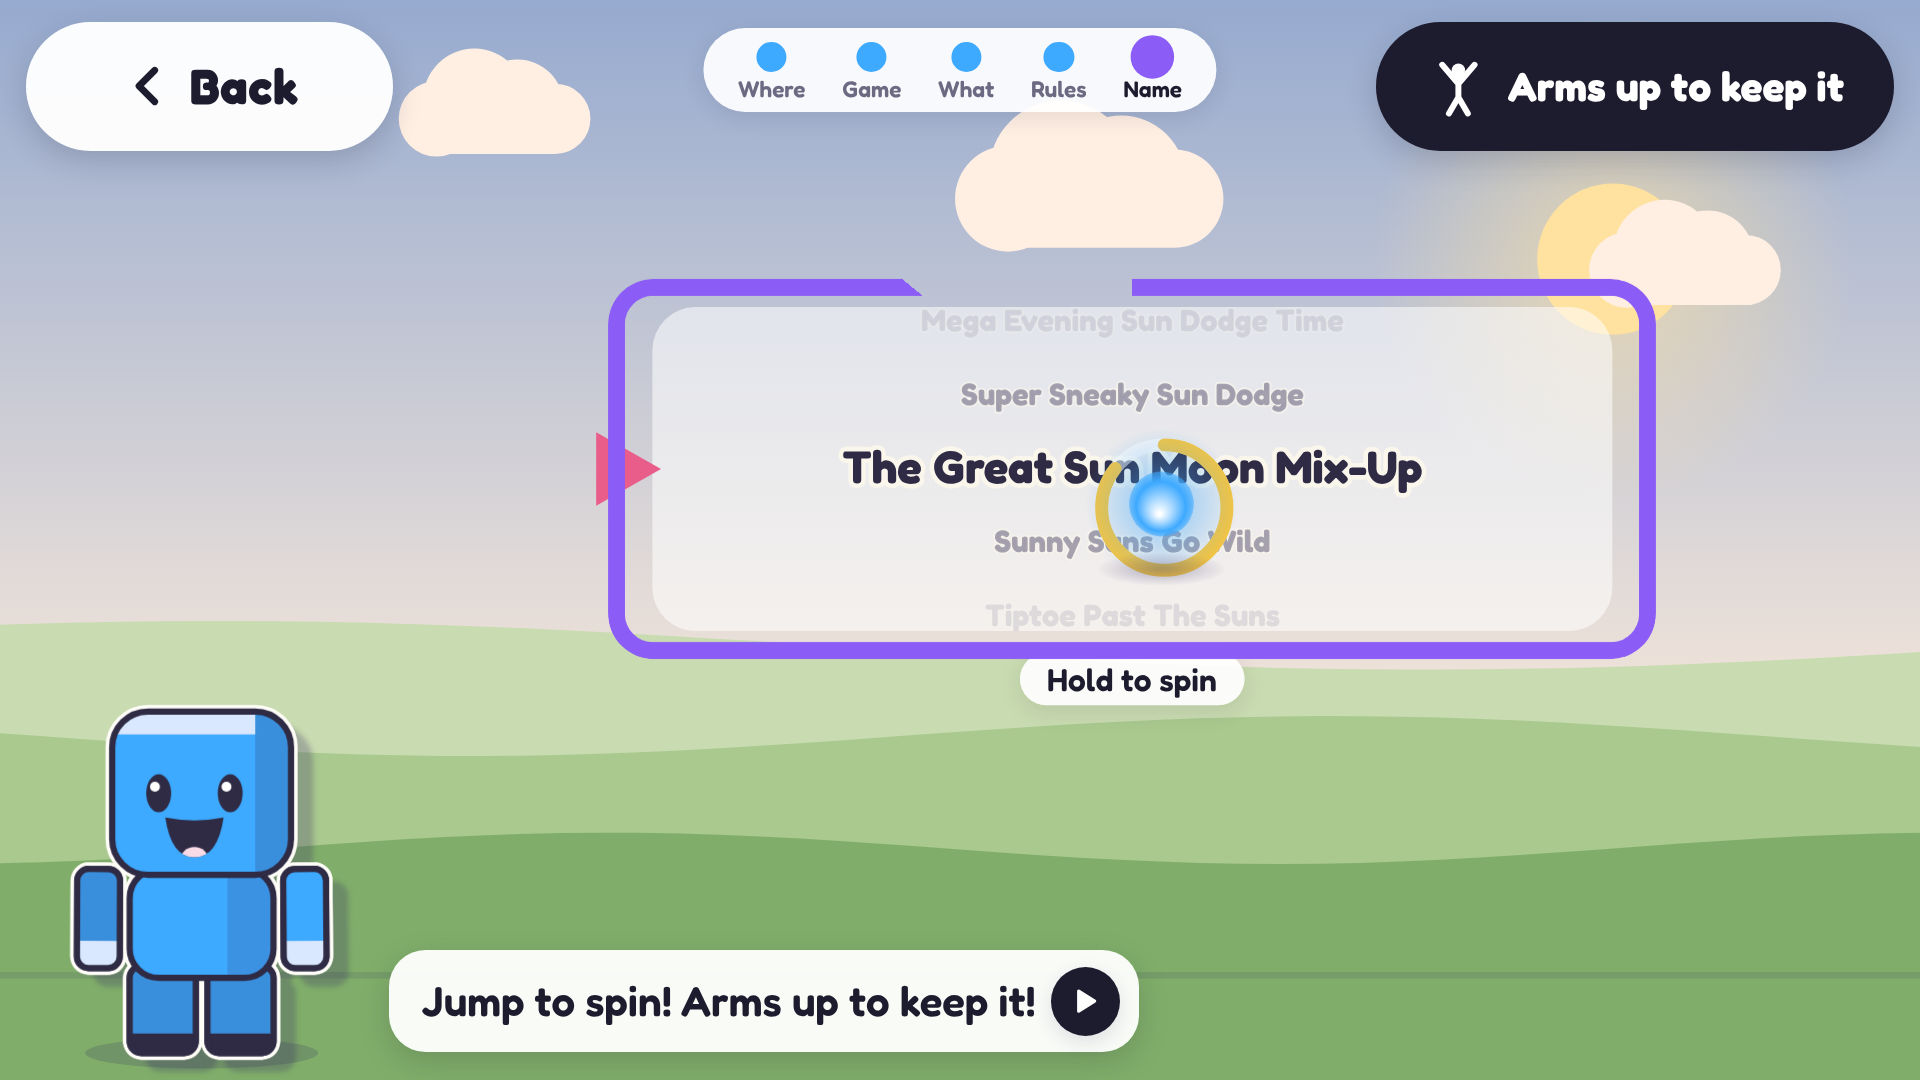 Back
Where Game What Rules Name
Arms up to keep it
Mega Evening Sun Dodge Time
Super Sneaky Sun Dodge
The Great Sun Moon Mix-Up
Sunny Suns Go Wild
Tiptoe Past The Suns
Hold to spin
Jump to spin! Arms up to keep it!